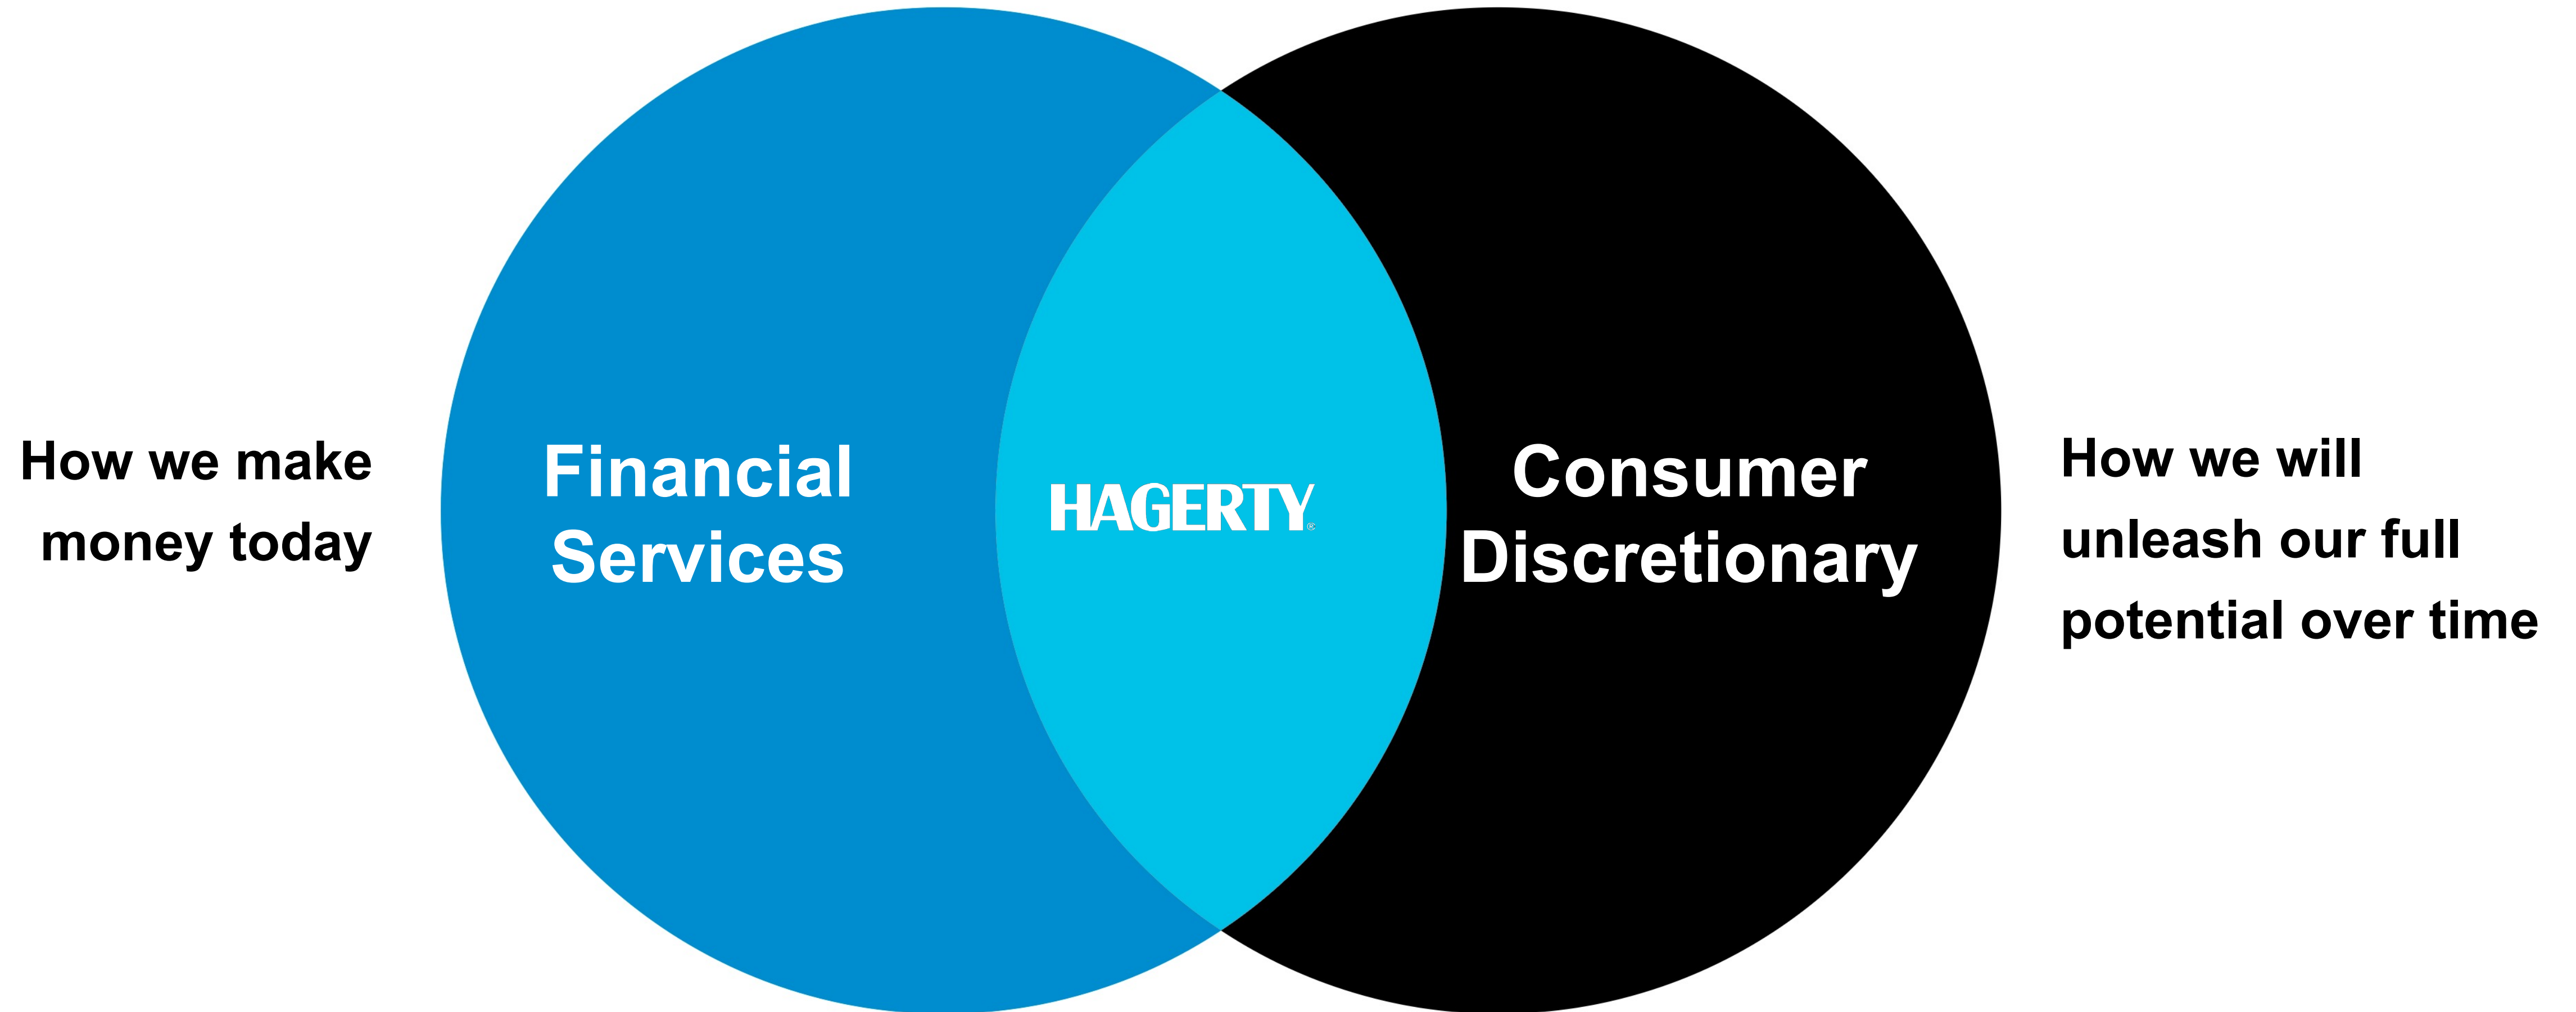 How we make
money today
Financial
Services
HAGERTY®
Consumer
Discretionary
How we will
unleash our full
potential over time